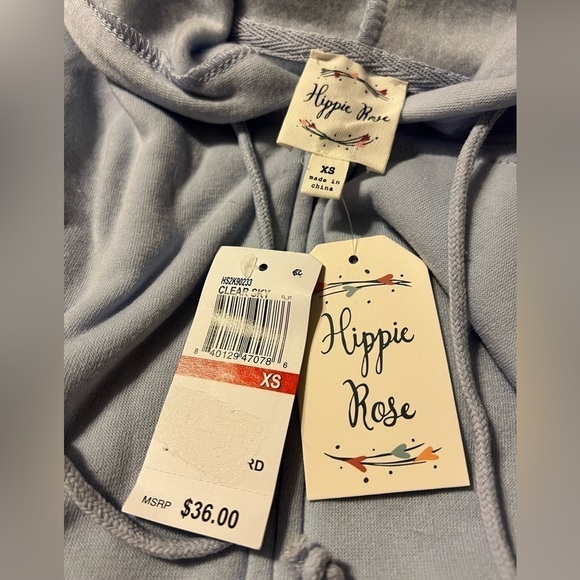 Hippie Rose
XS
made in
china
HS2K90233
CLEAR SKY
8 40129 47078 6
XS
RD
MSRP $36.00
Hippie
Rose